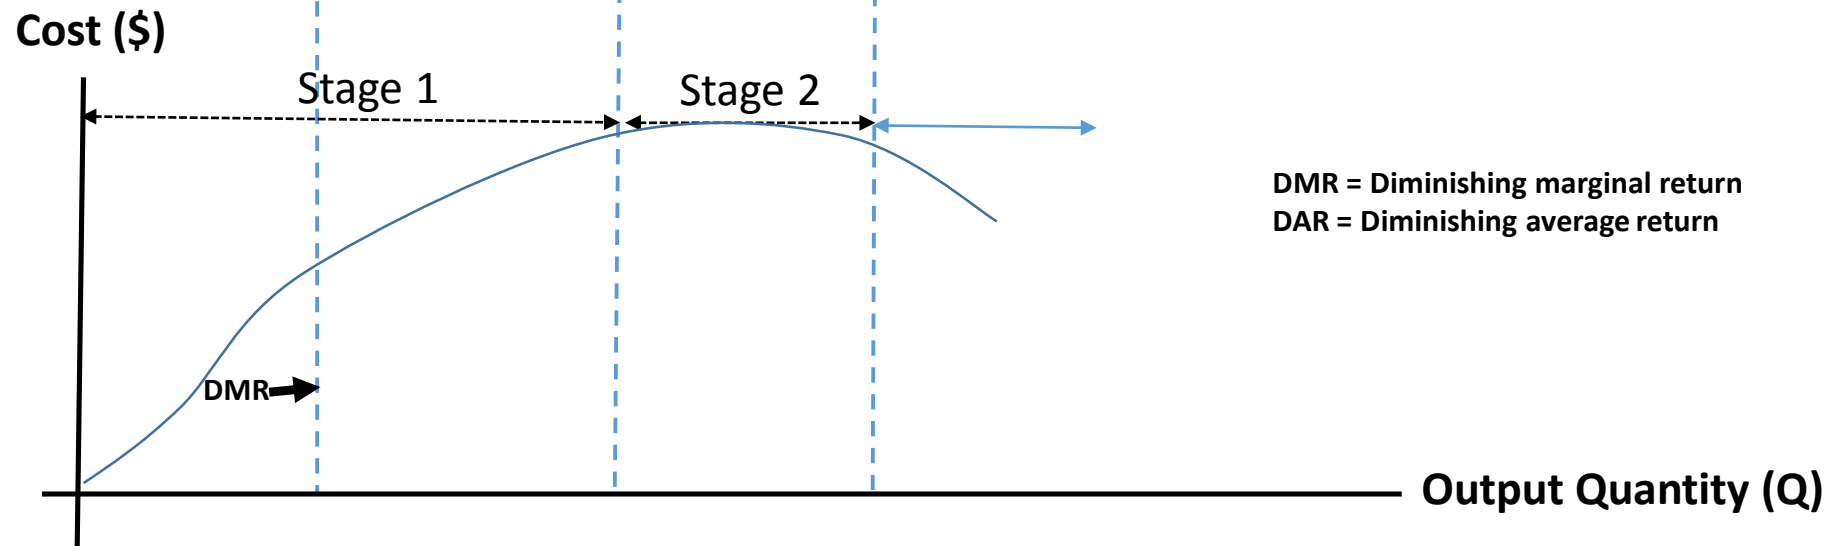 Cost ($)
Stage 1
Stage 2
DMR = Diminishing marginal return
DAR = Diminishing average return
DMR
Output Quantity (Q)